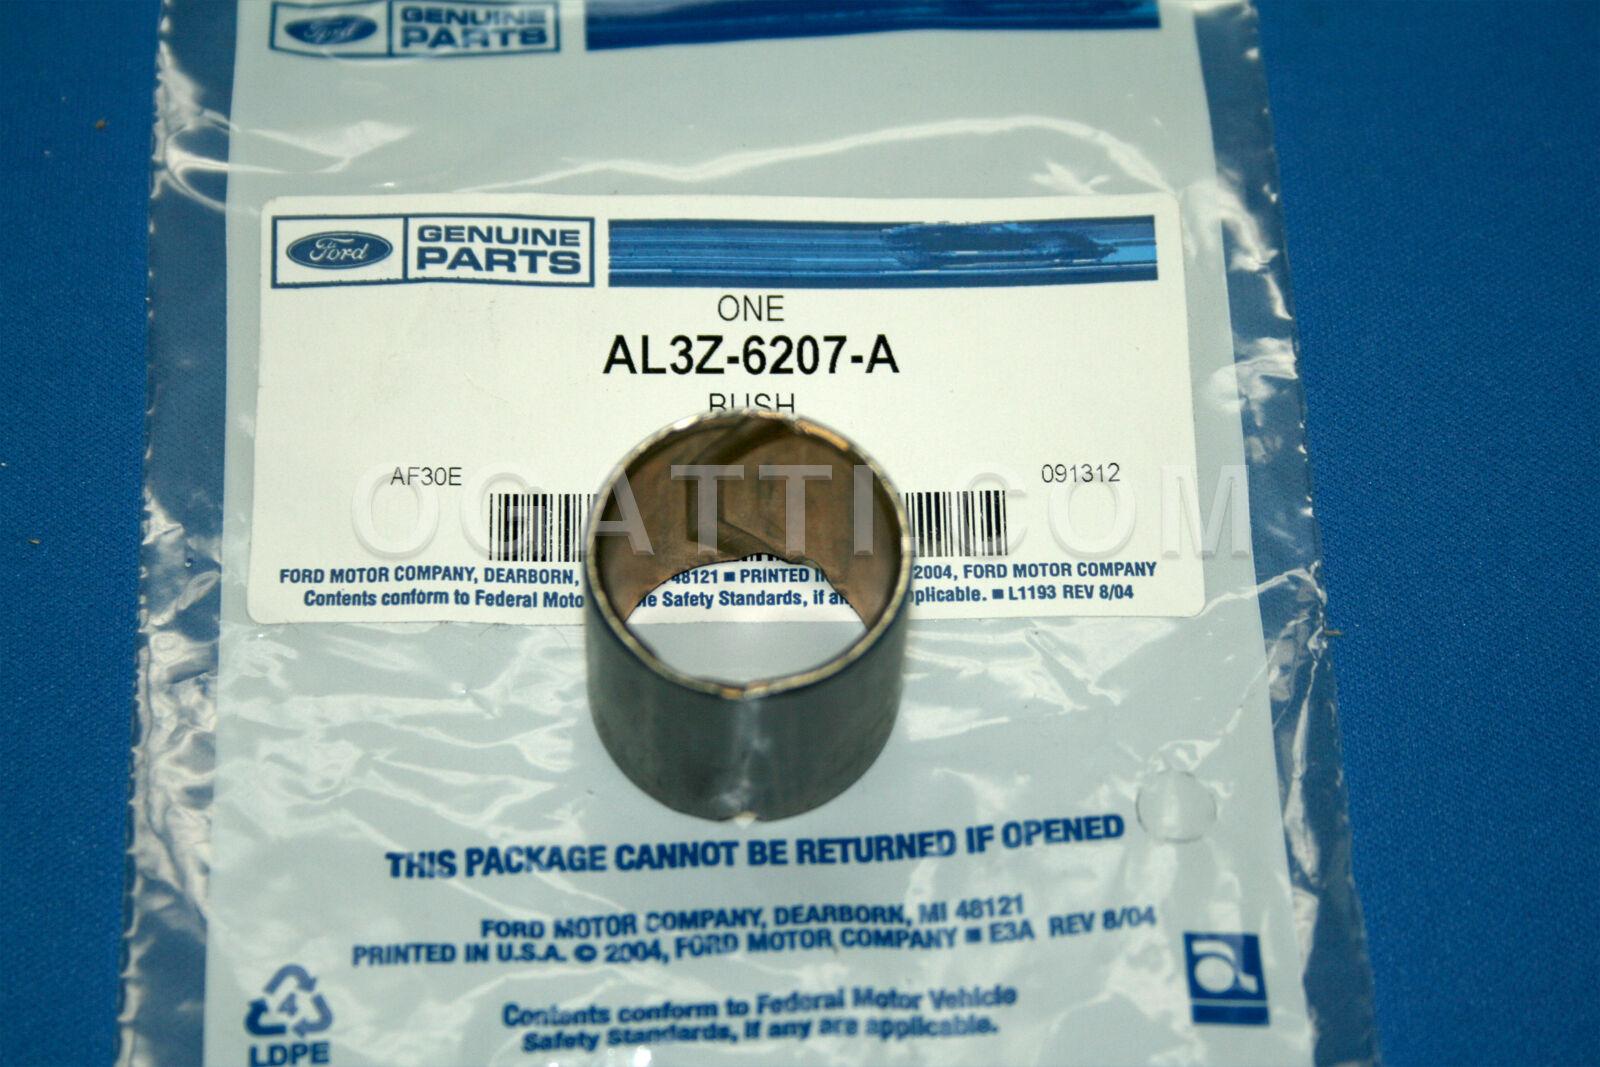 Ford GENUINE
PARTS
Ford GENUINE
PARTS
ONE
AL3Z-6207-A
BUSH
AF30E
091312
OGATTI.COM
FORD MOTOR COMPANY, DEARBORN, 48121 ■ PRINTED 2004, FORD MOTOR COMPANY
Contents conform to Federal Safety Standards, if applicable. ■ L1193 REV 8/04
THIS PACKAGE CANNOT BE RETURNED IF OPENED
FORD MOTOR COMPANY, DEARBORN, MI 48121
PRINTED IN U.S.A. © 2004, FORD MOTOR COMPANY ■ E3A REV 8/04
Contents conform to Federal Motor Vehicle
Safety Standards, if any are applicable.
4
LDPE
a